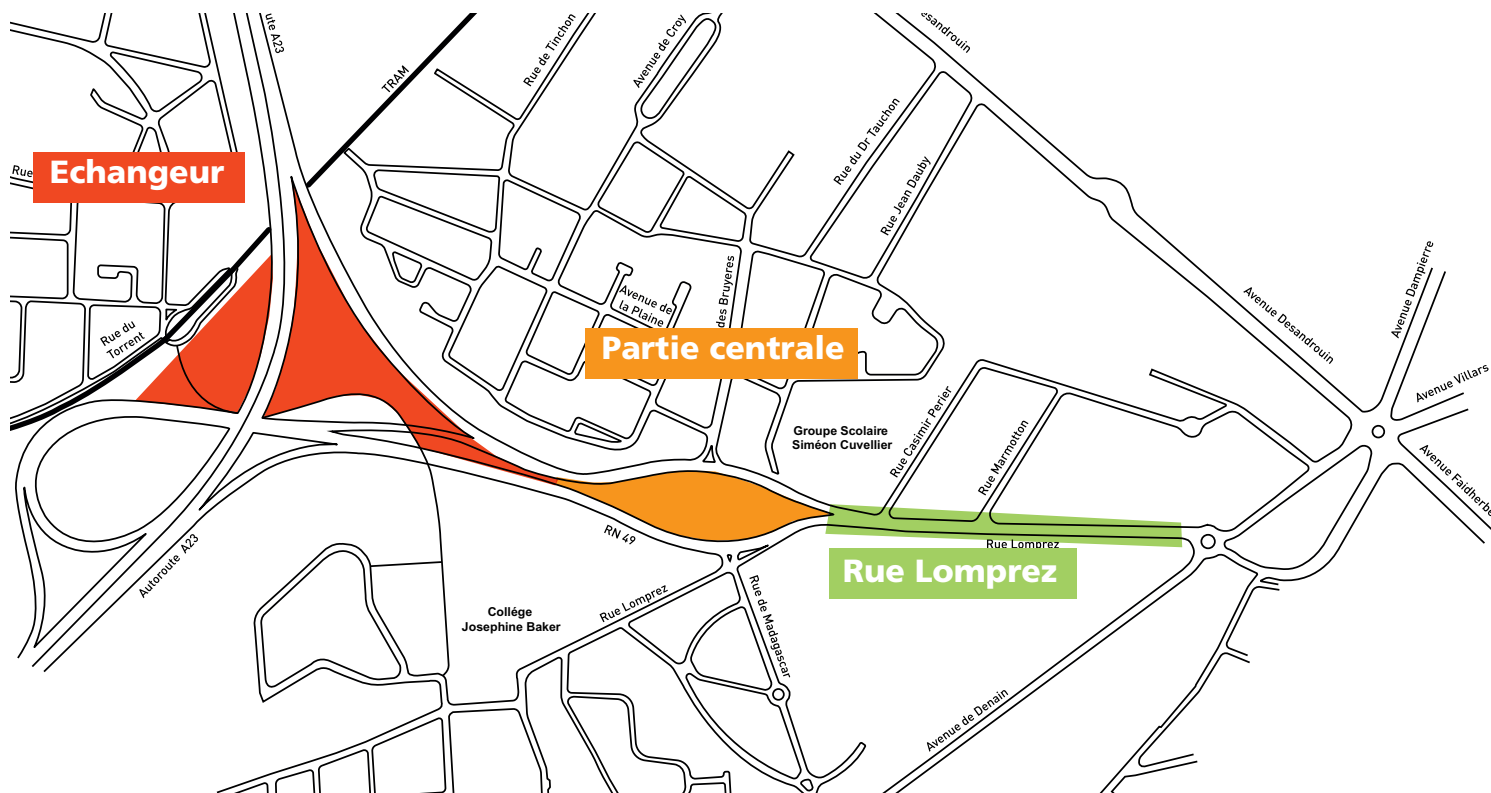 oute A23
TRAM
Rue de Tinchon
Avenue de Croy
esandrouin
Rue
Echangeur
Rue du Dr Tauchon
Rue Jean Dauby
Avenue Dampierre
Avenue Desandrouin
Avenue Villars
Avenue Faidherbe
Rue du
Torrent
Avenue de
la Plaine
des Bruyeres
Partie centrale
Groupe Scolaire
Siméon Cuvellier
Rue Casimir Perier
Rue Marmotton
RN 49
Rue Lomprez
Rue Lomprez
Autoroute A23
Collége
Josephine Baker
Rue Lomprez
Rue de Madagascar
Avenue de Denain